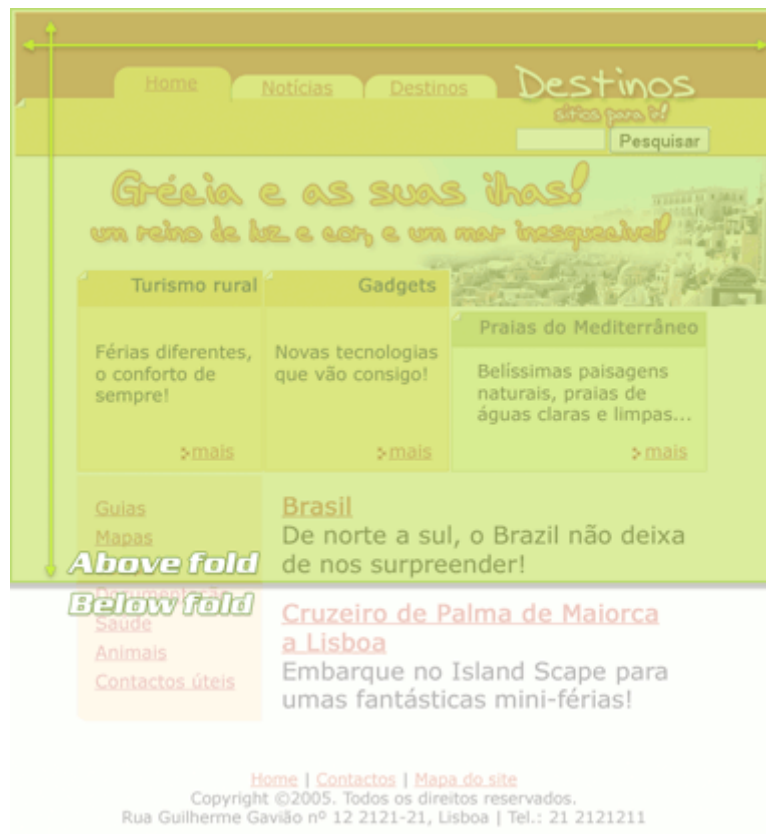 Home Notícias Destinos
Destinos
sítios para ir!
Pesquisar
Grécia e as suas ilhas!
um reino de luz e cor, e um mar inesquecível!
Turismo rural
Férias diferentes,
o conforto de
sempre!
mais
Gadgets
Novas tecnologias
que vão consigo!
mais
Praias do Mediterrâneo
Belíssimas paisagens
naturais, praias de
águas claras e limpas...
mais
Guias
Mapas
Above fold
Below fold
Documentação
Saúde
Animais
Contactos úteis
Brasil
De norte a sul, o Brazil não deixa
de nos surpreender!
Cruzeiro de Palma de Maiorca
a Lisboa
Embarque no Island Scape para
umas fantásticas mini-férias!
Home | Contactos | Mapa do site
Copyright ©2005. Todos os direitos reservados.
Rua Guilherme Gavião nº 12 2121-21, Lisboa | Tel.: 21 2121211